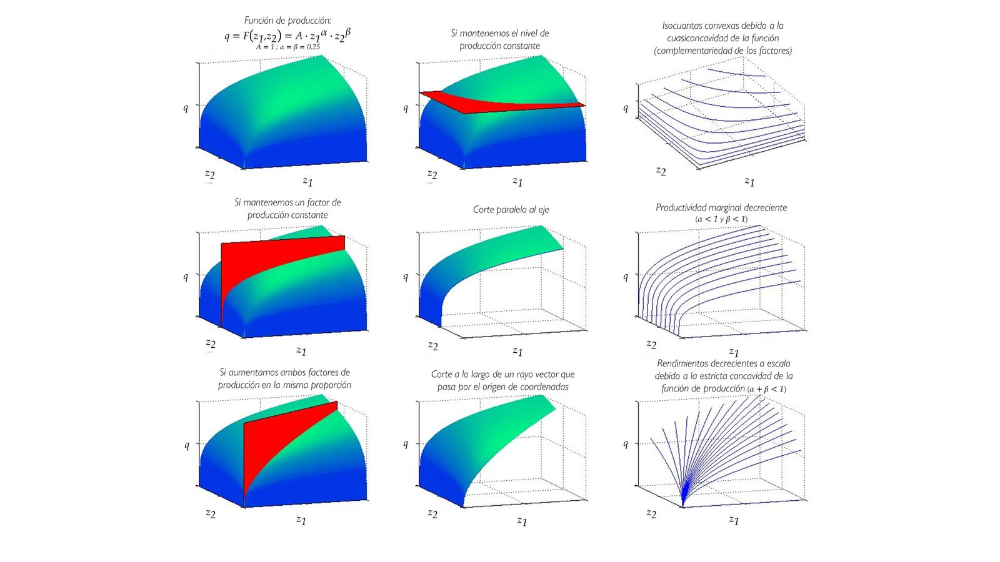 Función de producción:
q = F(z₁,z₂) = A · z₁^α · z₂^β
A = 1 ; α = β = 0,25
q
z₂
z₁
Si mantenemos el nivel de
producción constante
q
z₂
z₁
Isocuantas convexas debido a la
cuasiconcavidad de la función
(complementariedad de los factores)
q
z₂
z₁
Si mantenemos un factor de
producción constante
q
z₂
z₁
Corte paralelo al eje
q
z₂
z₁
Productividad marginal decreciente
(α < 1 y β < 1)
q
z₂
z₁
Si aumentamos ambos factores de
producción en la misma proporción
q
z₂
z₁
Corte a lo largo de un rayo vector que
pasa por el origen de coordenadas
q
z₂
z₁
Rendimientos decrecientes a escala
debido a la estricta concavidad de la
función de producción (α + β < 1)
q
z₂
z₁